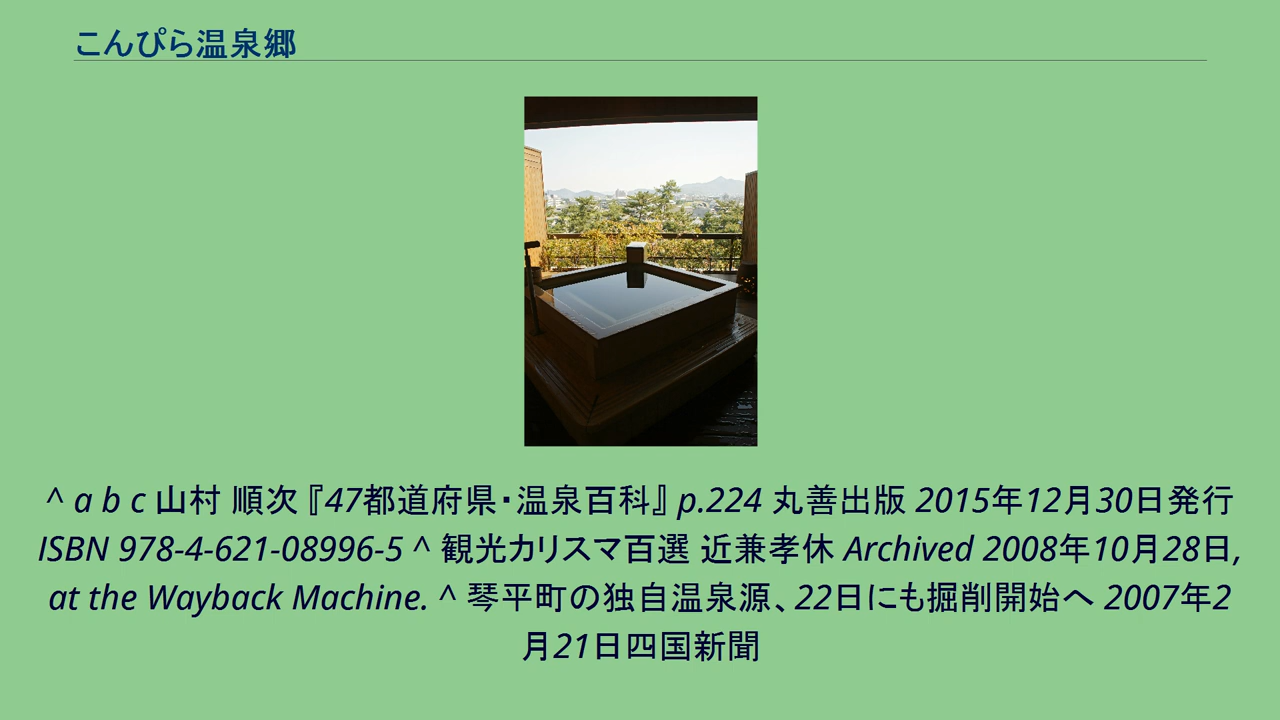 こんぴら温泉郷
^ a b c 山村 順次『47都道府県・温泉百科』p.224 丸善出版 2015年12月30日発行
ISBN 978-4-621-08996-5 ^ 観光カリスマ百選 近兼孝休 Archived 2008年10月28日,
at the Wayback Machine. ^ 琴平町の独自温泉源、22日にも掘削開始へ 2007年2
月21日四国新聞